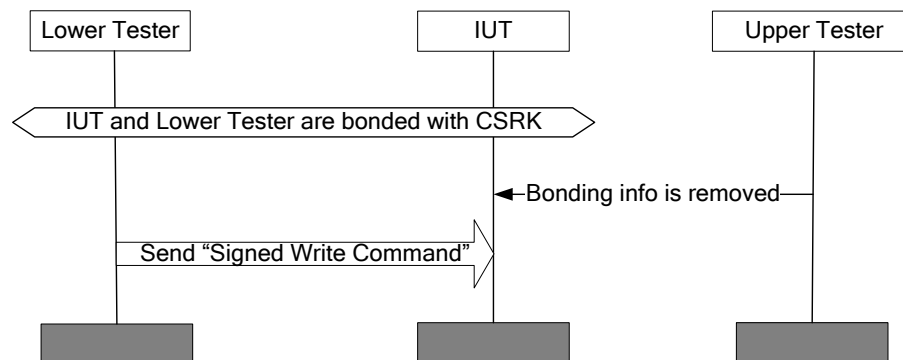 Lower Tester
IUT
Upper Tester
IUT and Lower Tester are bonded with CSRK
Bonding info is removed
Send “Signed Write Command”